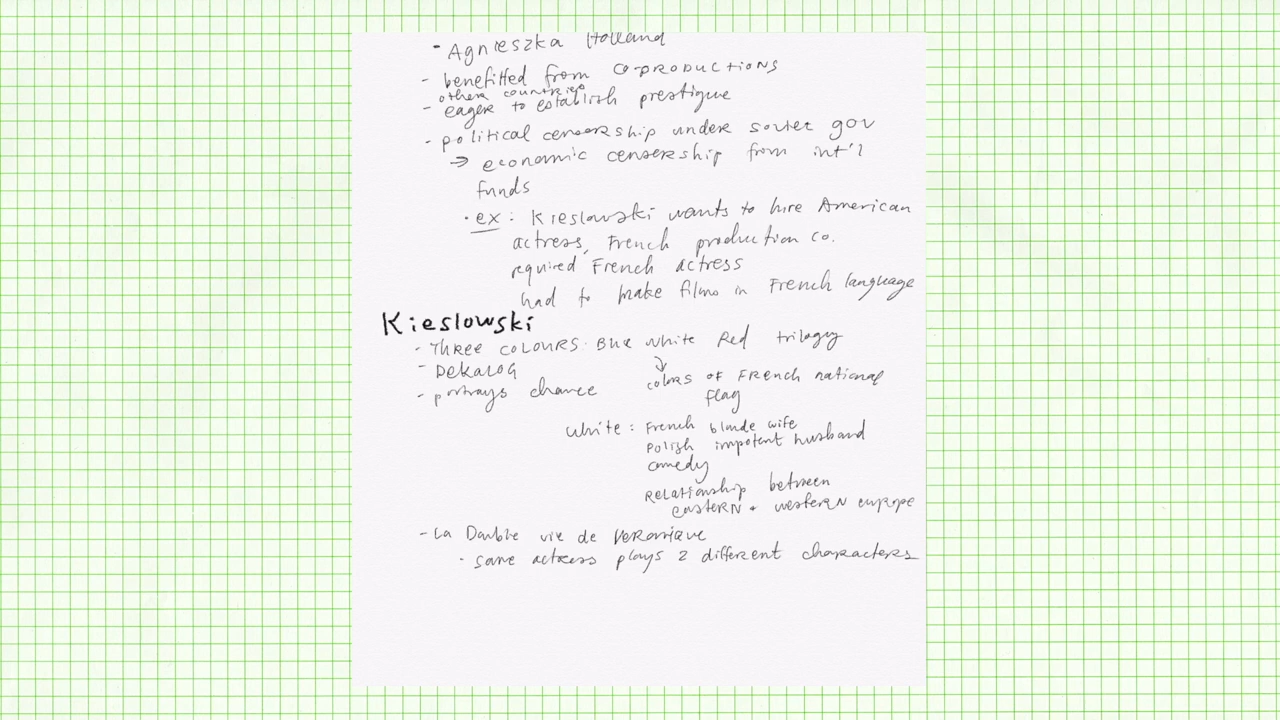 - Agnieszka Holland
- benefitted from CO-PRODUCTIONS
other countries
- eager to establish prestigue
- political censorship under soviet gov
→ economic censership from int'l
funds
· ex: Kieslowski wants to hire American
actress, French production co.
required French actress
had to make films in French language
Kieslowski
- THREE COLOURS: Blue White Red trilogy
- DEKALOG
↓
colors of French national
flag
- portrays chance
White: French blonde wife
Polish impotent husband
comedy
Relationship between
eastern + western europe
- La Double vie de Veronique
· same actress plays 2 different characters